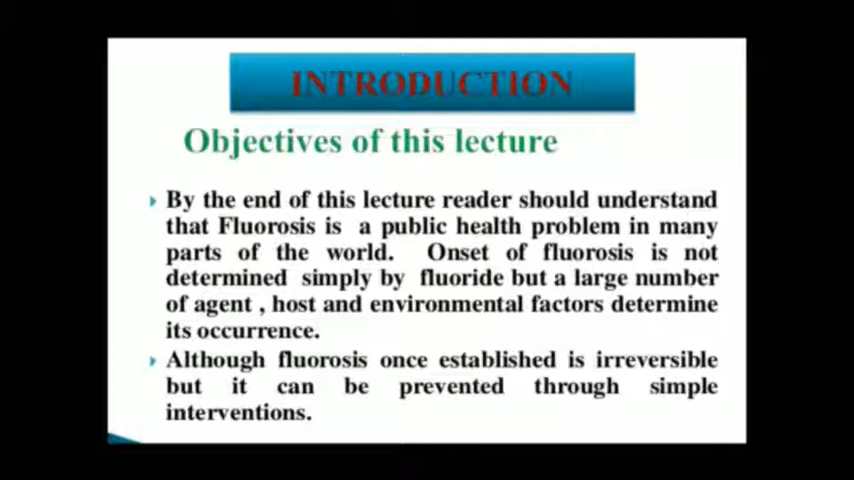 INTRODUCTION
Objectives of this lecture
By the end of this lecture reader should understand
that Fluorosis is a public health problem in many
parts of the world. Onset of fluorosis is not
determined simply by fluoride but a large number
of agent , host and environmental factors determine
its occurrence.
Although fluorosis once established is irreversible
but it can be prevented through simple
interventions.